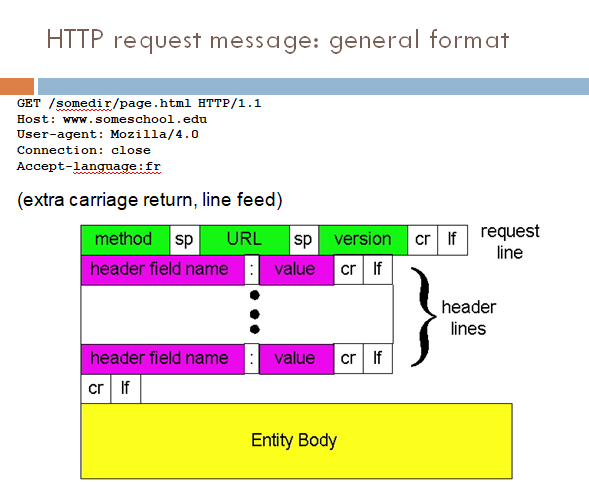 HTTP request message: general format
GET /somedir/page.html HTTP/1.1
Host: www.someschool.edu
User-agent: Mozilla/4.0
Connection: close
Accept-language:fr
(extra carriage return, line feed)
method sp URL sp version cr lf
request
line
header field name : value cr lf
header
lines
header field name : value cr lf
cr lf
Entity Body